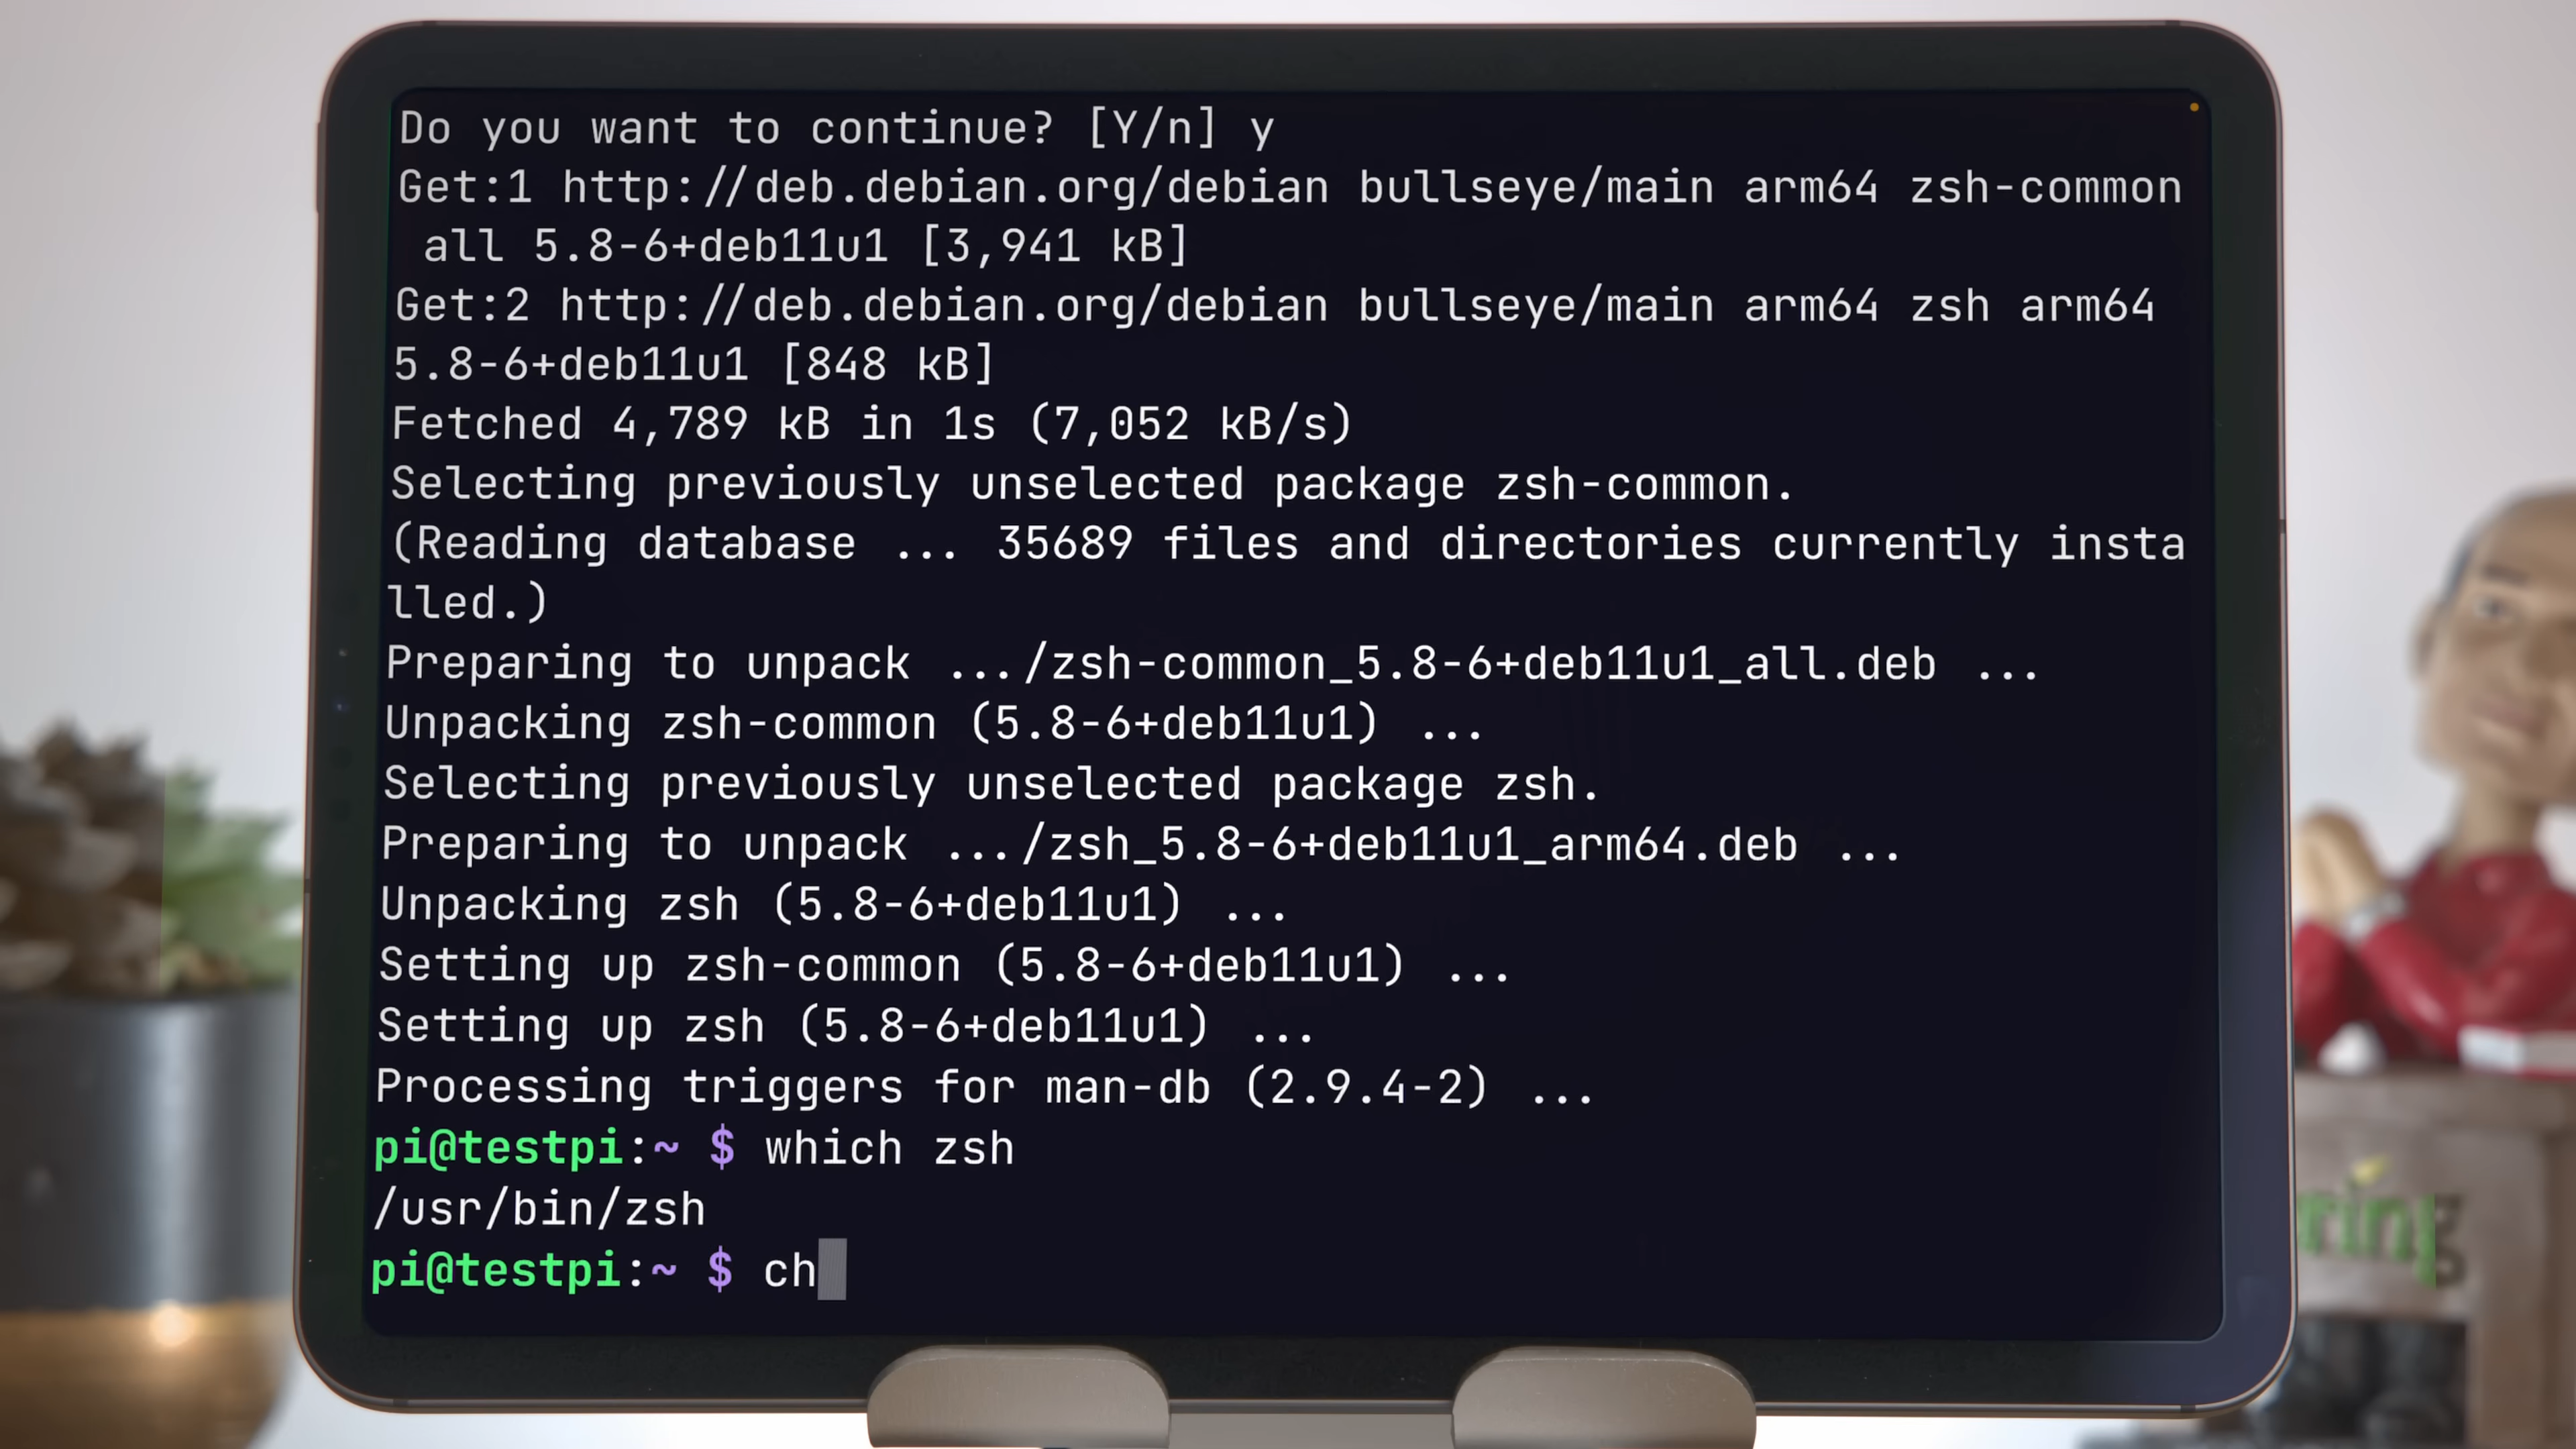 Do you want to continue? [Y/n] y
Get:1 http://deb.debian.org/debian bullseye/main arm64 zsh-common
all 5.8-6+deb11u1 [3,941 kB]
Get:2 http://deb.debian.org/debian bullseye/main arm64 zsh arm64
5.8-6+deb11u1 [848 kB]
Fetched 4,789 kB in 1s (7,052 kB/s)
Selecting previously unselected package zsh-common.
(Reading database ... 35689 files and directories currently insta
lled.)
Preparing to unpack .../zsh-common_5.8-6+deb11u1_all.deb ...
Unpacking zsh-common (5.8-6+deb11u1) ...
Selecting previously unselected package zsh.
Preparing to unpack .../zsh_5.8-6+deb11u1_arm64.deb ...
Unpacking zsh (5.8-6+deb11u1) ...
Setting up zsh-common (5.8-6+deb11u1) ...
Setting up zsh (5.8-6+deb11u1) ...
Processing triggers for man-db (2.9.4-2) ...
pi@testpi:~ $ which zsh
/usr/bin/zsh
pi@testpi:~ $ ch